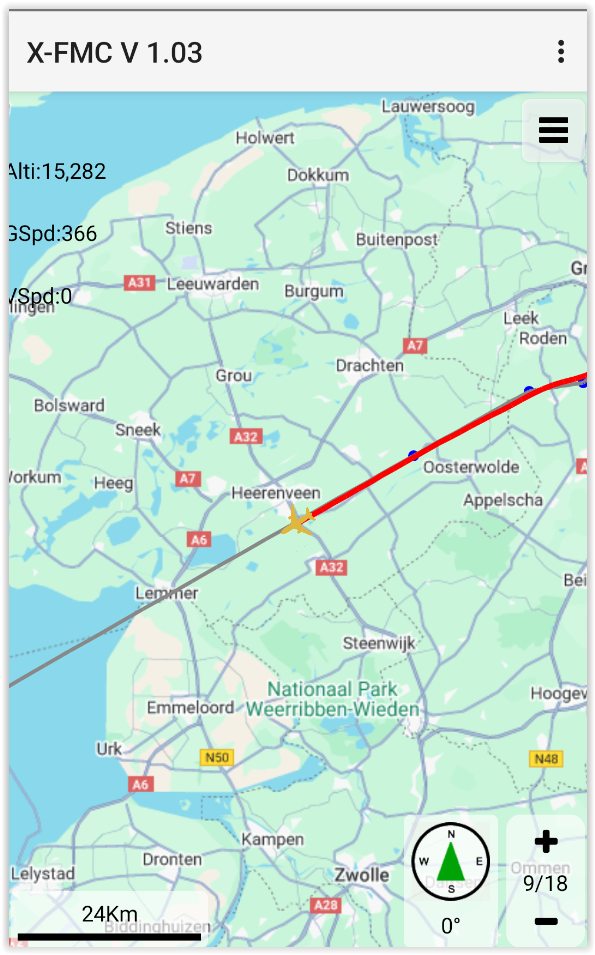 X-FMC V 1.03
Lauwersoog
Holwert
Alti:15,282
Dokkum
Stiens
GSpd:366
Buitenpost
A31
Leeuwarden
Gr
VSpd:0
Burgum
lingen
Leek
Roden
A7
Drachten
Grou
Bolsward
Sneek
A32
Oosterwolde
A
Workum
Heeg
A7
Heerenveen
Appelscha
A6
A32
Bei
Lemmer
Steenwijk
Nationaal Park
Weerribben-Wieden
Hoogev
Emmeloord
Urk
N50
N48
A6
Kampen
N
W E
S
Dronten
Lelystad
Zwolle
Ommen
9/18
24Km
A28
Biddinghuizen
0°